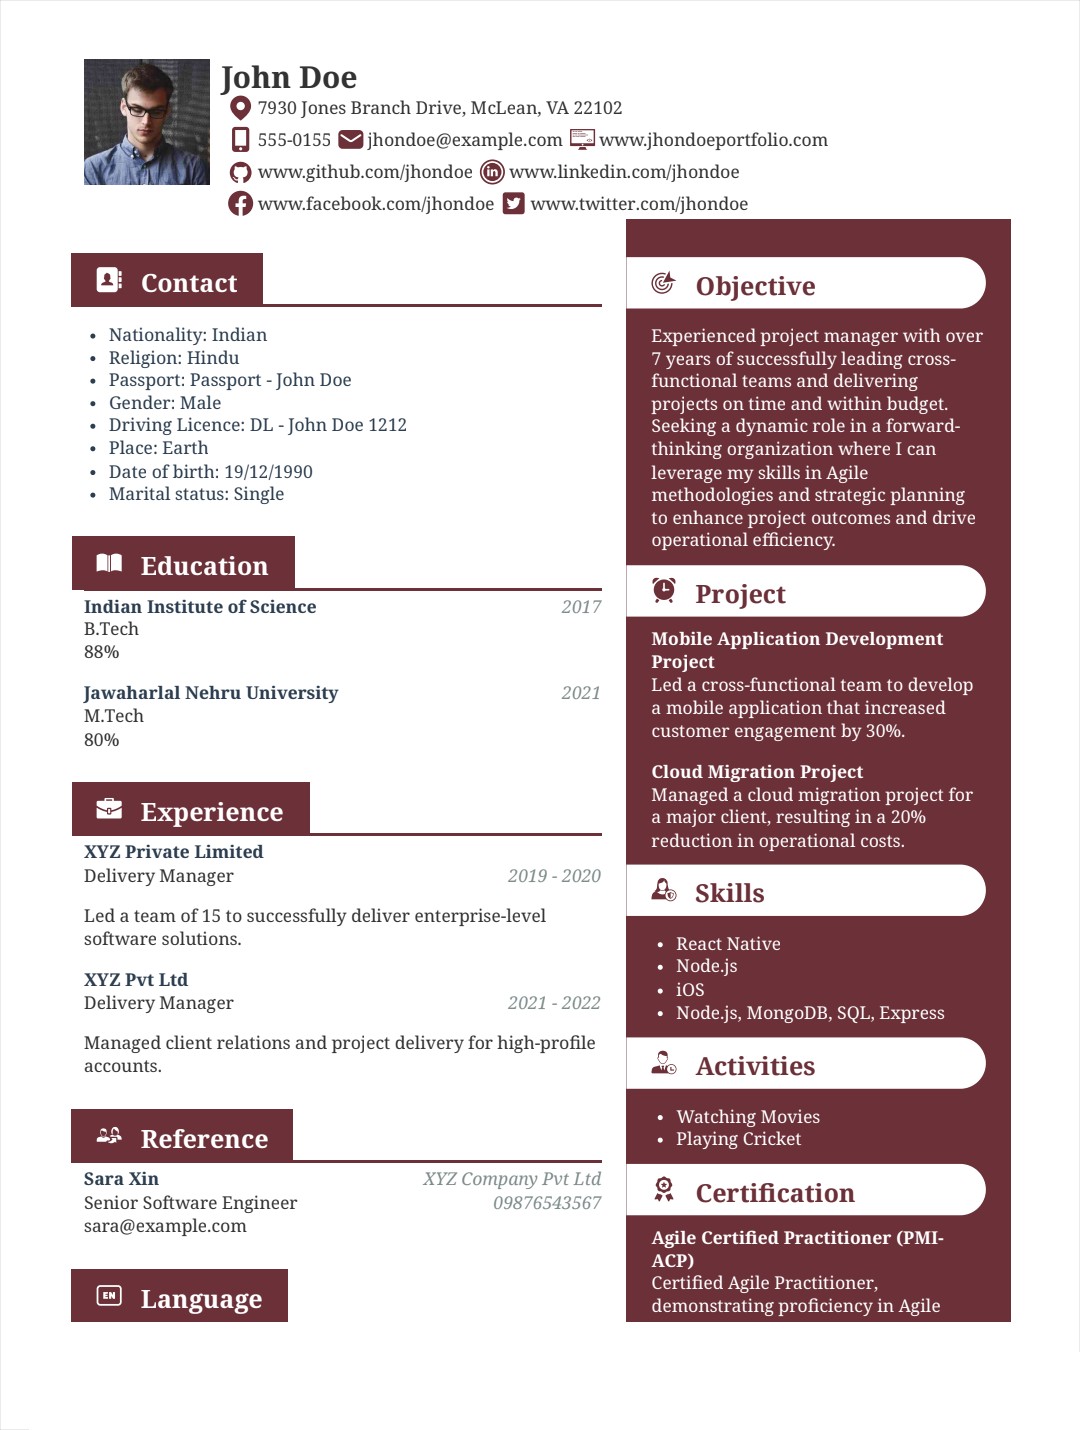 John Doe
7930 Jones Branch Drive, McLean, VA 22102
555-0155 jhondoe@example.com www.jhondoeportfolio.com
www.github.com/jhondoe www.linkedin.com/jhondoe
www.facebook.com/jhondoe www.twitter.com/jhondoe
Contact
• Nationality: Indian
• Religion: Hindu
• Passport: Passport - John Doe
• Gender: Male
• Driving Licence: DL - John Doe 1212
• Place: Earth
• Date of birth: 19/12/1990
• Marital status: Single
Education
Indian Institute of Science 2017
B.Tech
88%
Jawaharlal Nehru University 2021
M.Tech
80%
Experience
XYZ Private Limited
Delivery Manager 2019 - 2020
Led a team of 15 to successfully deliver enterprise-level
software solutions.
XYZ Pvt Ltd
Delivery Manager 2021 - 2022
Managed client relations and project delivery for high-profile
accounts.
Reference
Sara Xin XYZ Company Pvt Ltd
Senior Software Engineer 09876543567
sara@example.com
EN Language
Objective
Experienced project manager with over
7 years of successfully leading cross-
functional teams and delivering
projects on time and within budget.
Seeking a dynamic role in a forward-
thinking organization where I can
leverage my skills in Agile
methodologies and strategic planning
to enhance project outcomes and drive
operational efficiency.
Project
Mobile Application Development
Project
Led a cross-functional team to develop
a mobile application that increased
customer engagement by 30%.
Cloud Migration Project
Managed a cloud migration project for
a major client, resulting in a 20%
reduction in operational costs.
Skills
• React Native
• Node.js
• iOS
• Node.js, MongoDB, SQL, Express
Activities
• Watching Movies
• Playing Cricket
Certification
Agile Certified Practitioner (PMI-
ACP)
Certified Agile Practitioner,
demonstrating proficiency in Agile